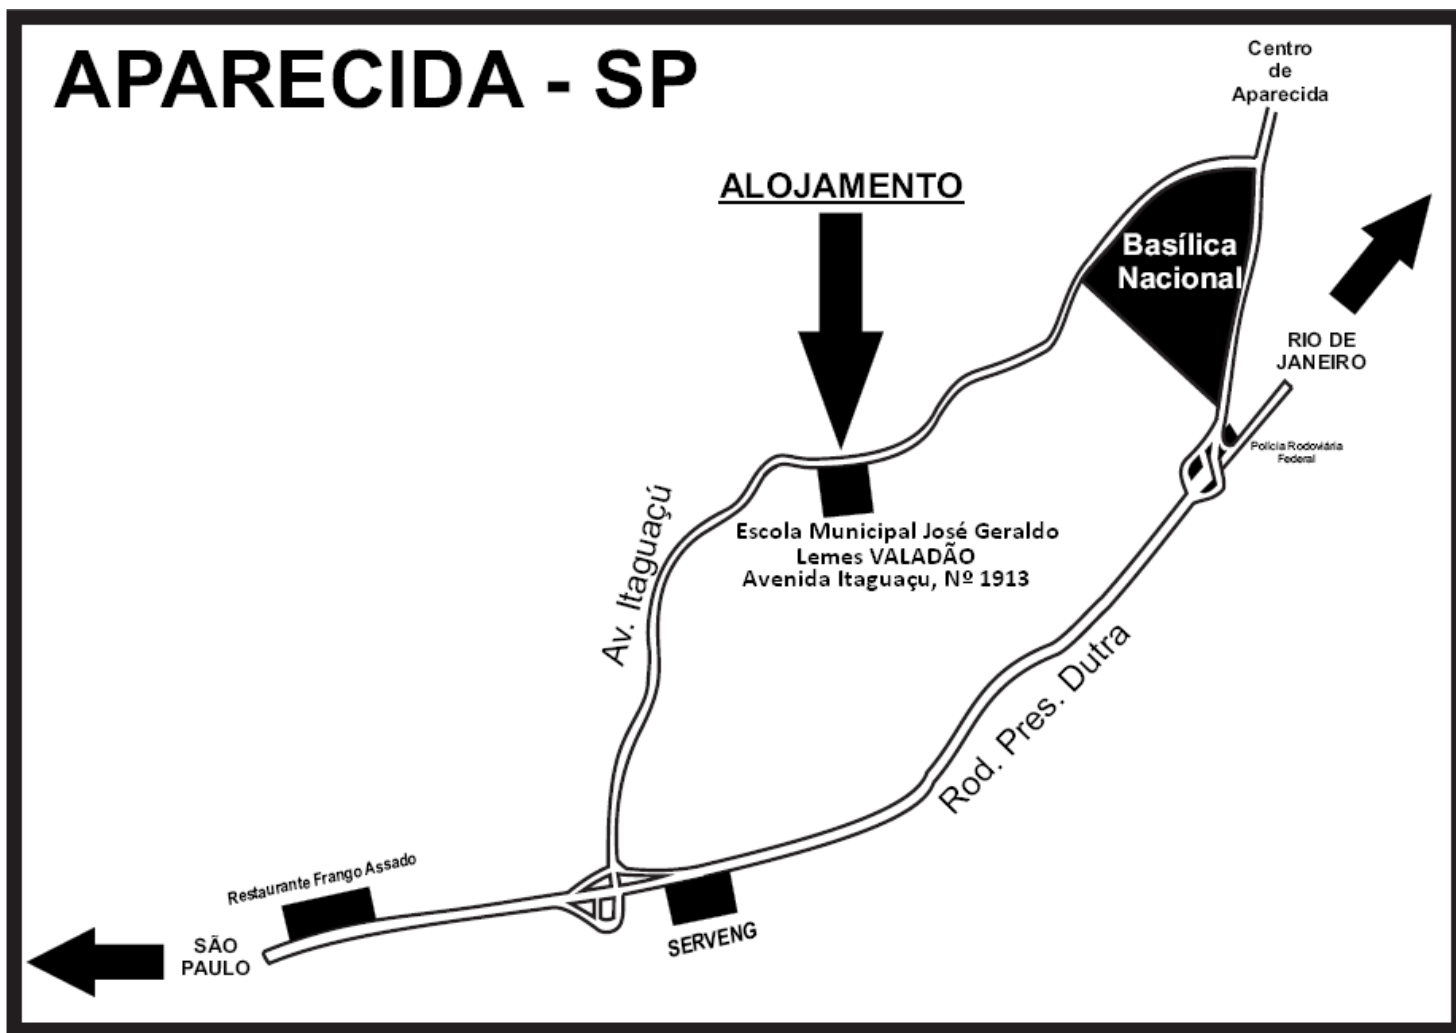 APARECIDA - SP
Centro
de
Aparecida
ALOJAMENTO
Basílica
Nacional
RIO DE
JANEIRO
Polícia Rodoviária
Federal
Escola Municipal José Geraldo
Lemes VALADÃO
Avenida Itaguaçu, Nº 1913
Av. Itaguaçú
Rod. Pres. Dutra
Restaurante Frango Assado
SERVENG
SÃO
PAULO